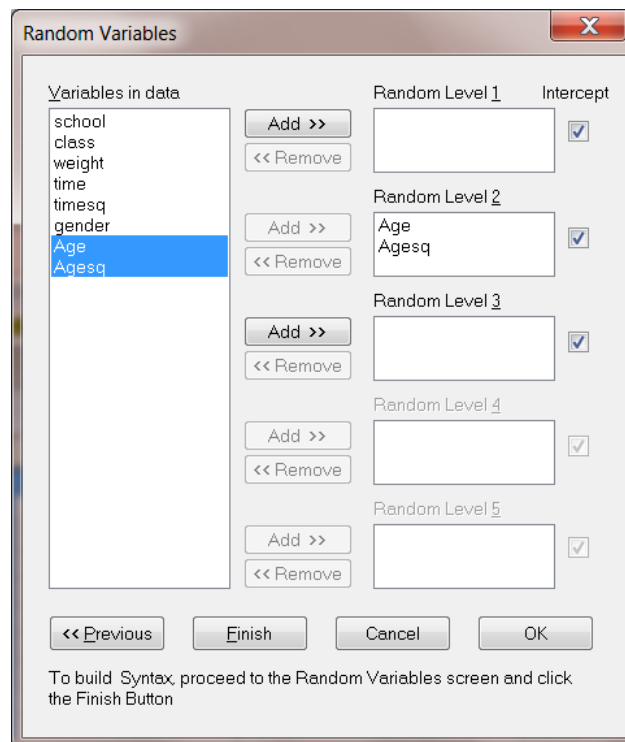 Random Variables
X
Variables in data
school
class
weight
time
timesq
gender
Age
Agesq
Random Level 1
Intercept
Add >>
<< Remove
Random Level 2
Add >>
<< Remove
Age
Agesq
Random Level 3
Add >>
<< Remove
Random Level 4
Add >>
<< Remove
Random Level 5
Add >>
<< Remove
<< Previous
Finish
Cancel
OK
To build Syntax, proceed to the Random Variables screen and click
the Finish Button